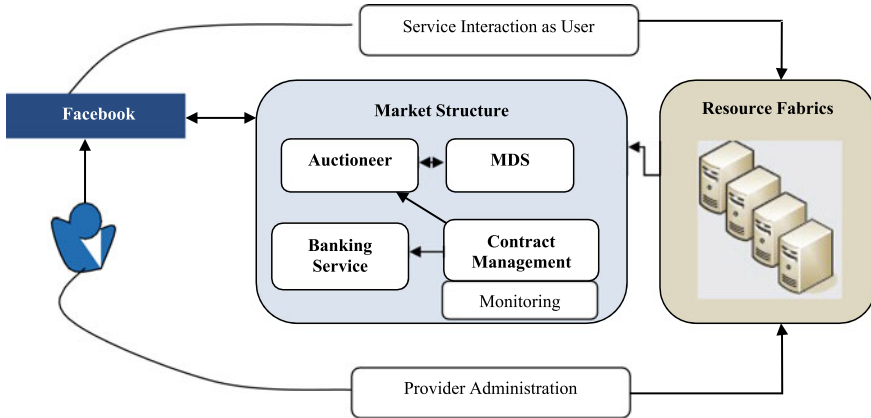 Service Interaction as User
Facebook
Market Structure
Resource Fabrics
Auctioneer
MDS
Banking
Service
Contract
Management
Monitoring
Provider Administration